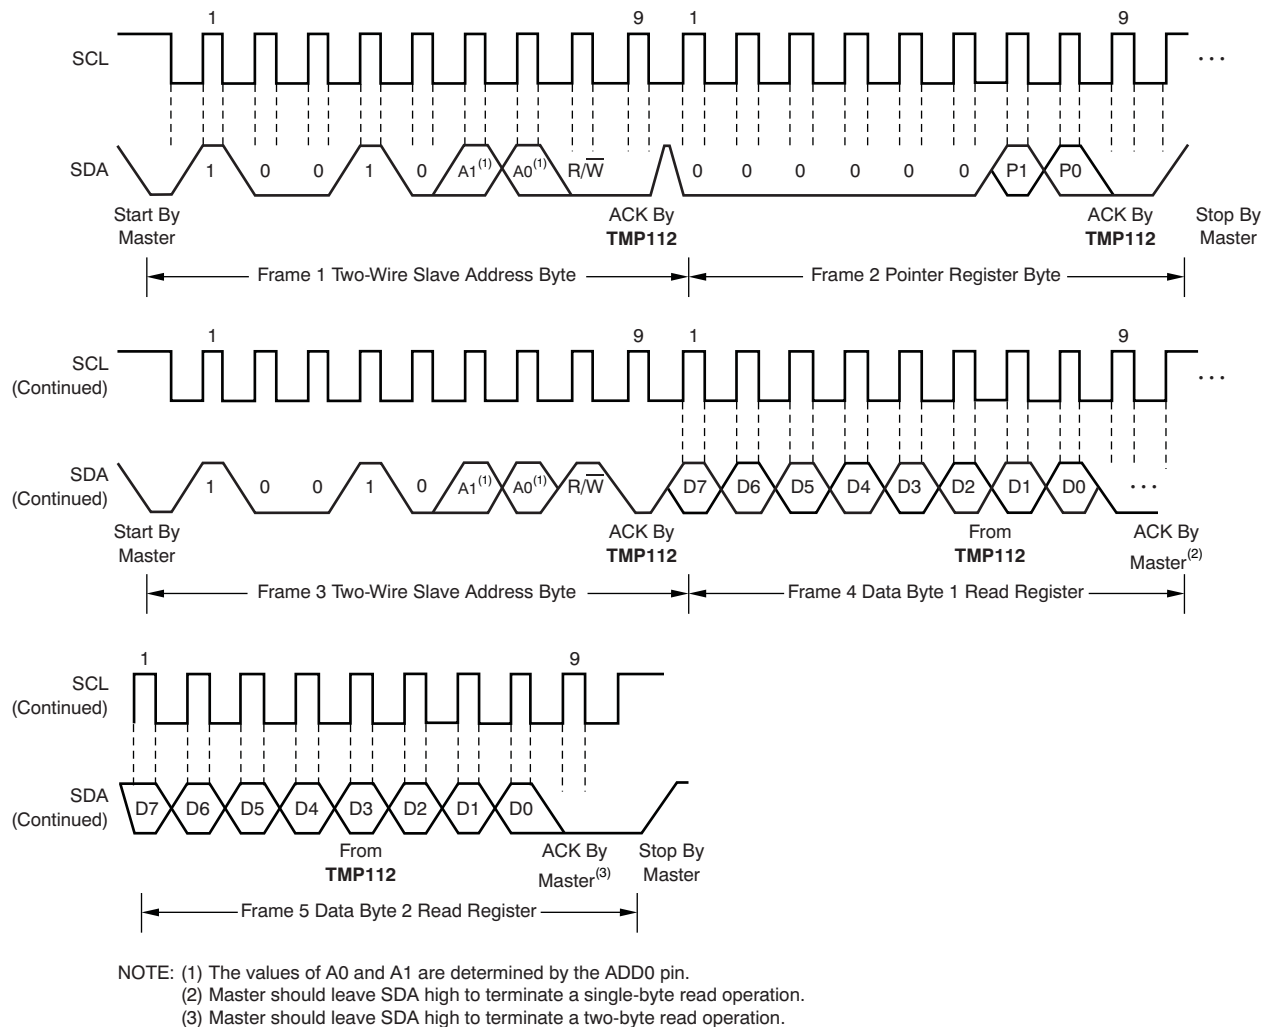 1 9 1 9
SCL ...
SDA 1 0 0 1 0 A1(1) A0(1) R/W 0 0 0 0 0 0 P1 P0
Start By Master
ACK By TMP112
ACK By TMP112
Stop By Master
Frame 1 Two-Wire Slave Address Byte
Frame 2 Pointer Register Byte
1 9 1 9
SCL (Continued) ...
SDA (Continued) 1 0 0 1 0 A1(1) A0(1) R/W D7 D6 D5 D4 D3 D2 D1 D0 ...
Start By Master
ACK By TMP112
From TMP112
ACK By Master(2)
Frame 3 Two-Wire Slave Address Byte
Frame 4 Data Byte 1 Read Register
1 9
SCL (Continued)
SDA (Continued) D7 D6 D5 D4 D3 D2 D1 D0
From TMP112
ACK By Master(3)
Stop By Master
Frame 5 Data Byte 2 Read Register
NOTE: (1) The values of A0 and A1 are determined by the ADD0 pin.
(2) Master should leave SDA high to terminate a single-byte read operation.
(3) Master should leave SDA high to terminate a two-byte read operation.